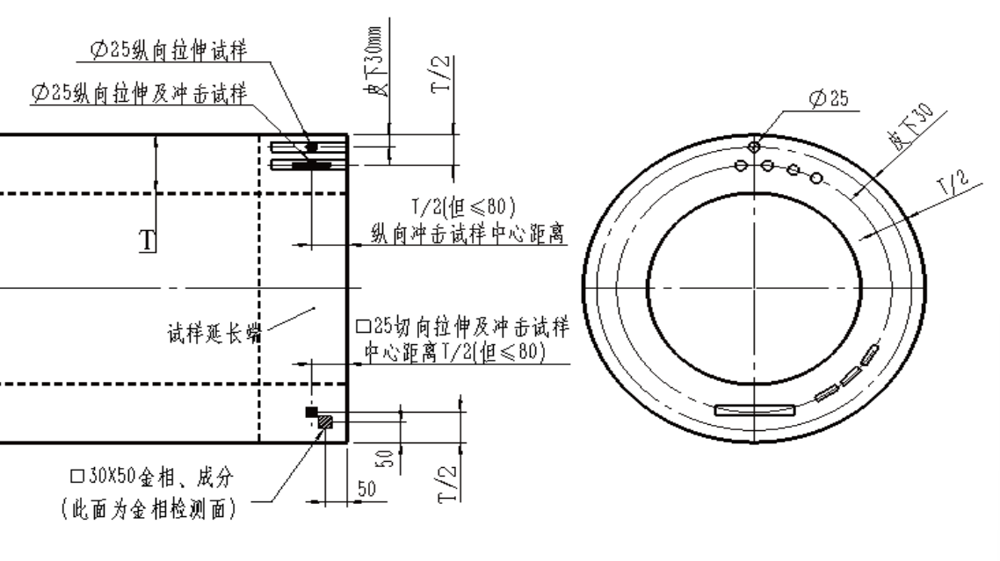 ∅25纵向拉伸试样
∅25纵向拉伸及冲击试样
皮下30mm
T/2
T
T/2(但≤80)
纵向冲击试样中心距离
试样延长端
□25切向拉伸及冲击试样
中心距离T/2(但≤80)
□30X50金相、成分
(此面为金相检测面)
50
50
T/2
∅25
皮下30
T/2